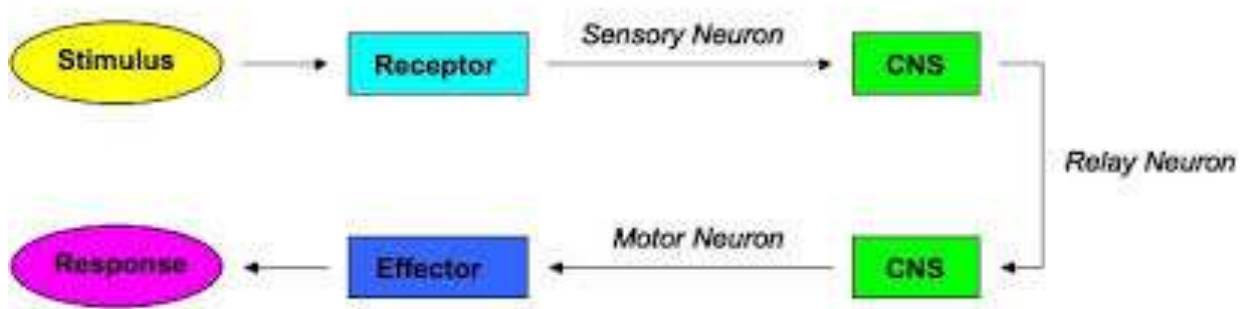 Stimulus
Receptor
Sensory Neuron
CNS
Relay Neuron
Response
Effector
Motor Neuron
CNS